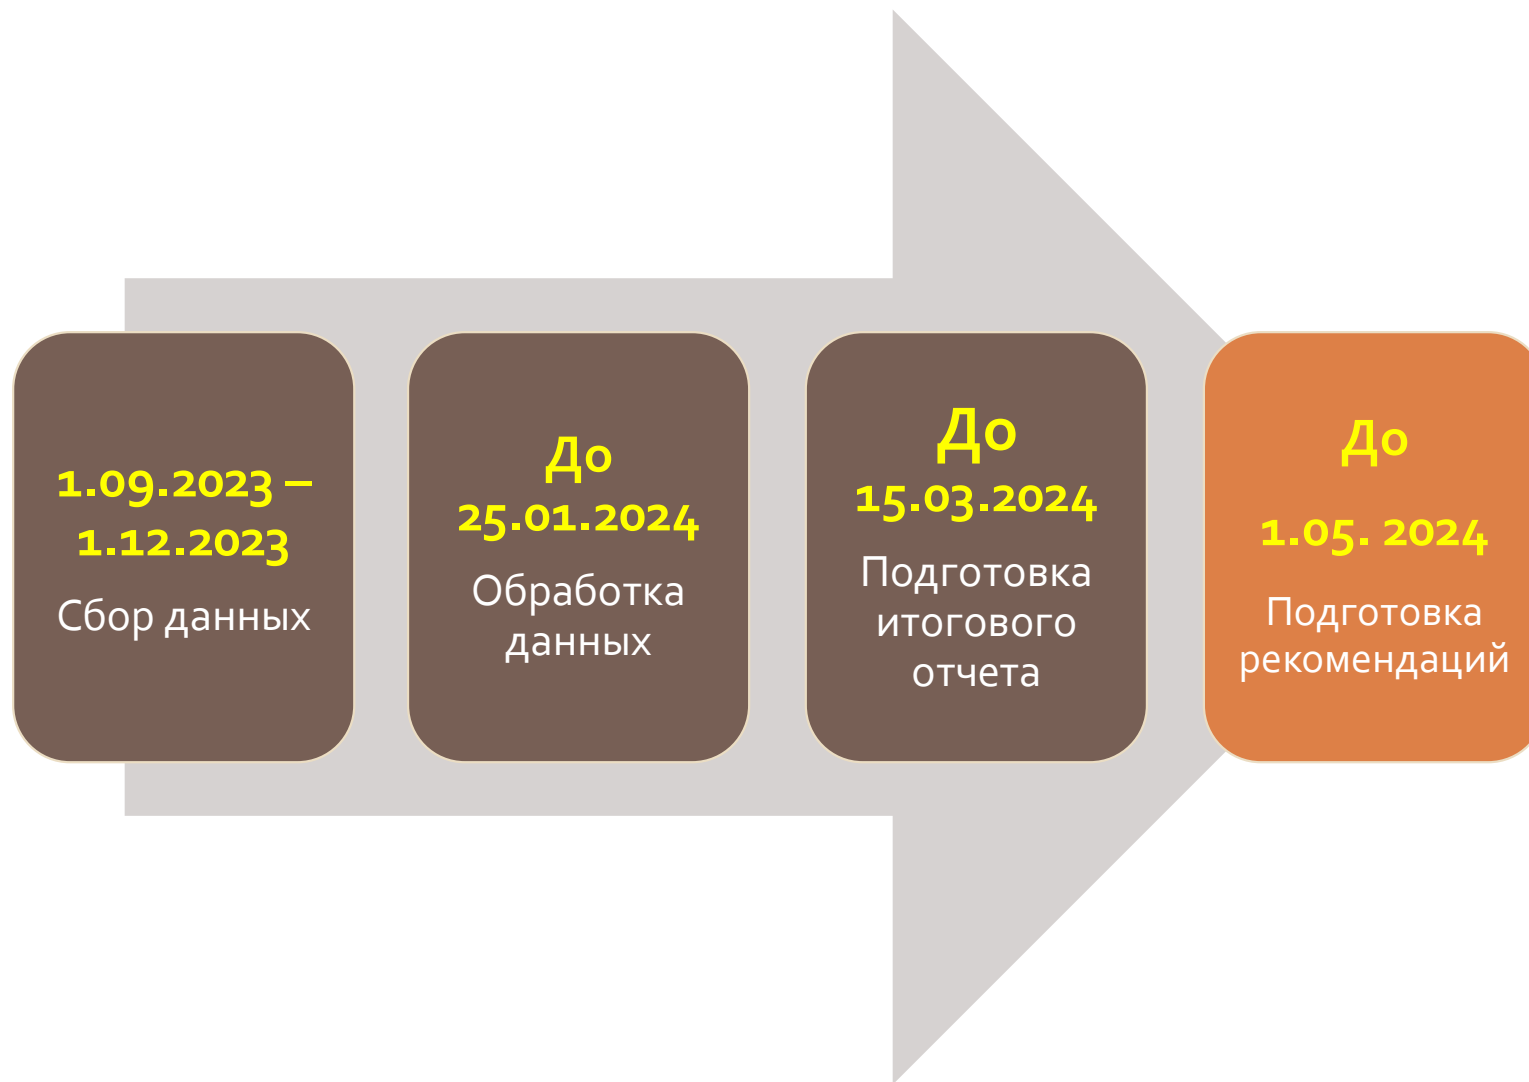 1.09.2023 –
1.12.2023
Сбор данных
До
25.01.2024
Обработка
данных
До
15.03.2024
Подготовка
итогового
отчета
До
1.05. 2024
Подготовка
рекомендаций